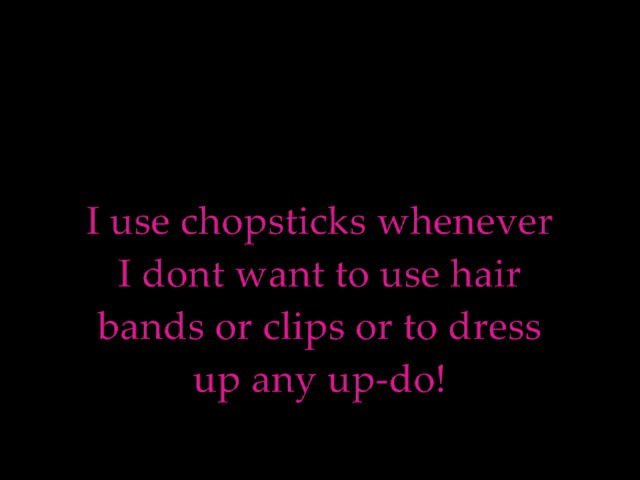 I use chopsticks whenever
I dont want to use hair
bands or clips or to dress
up any up-do!